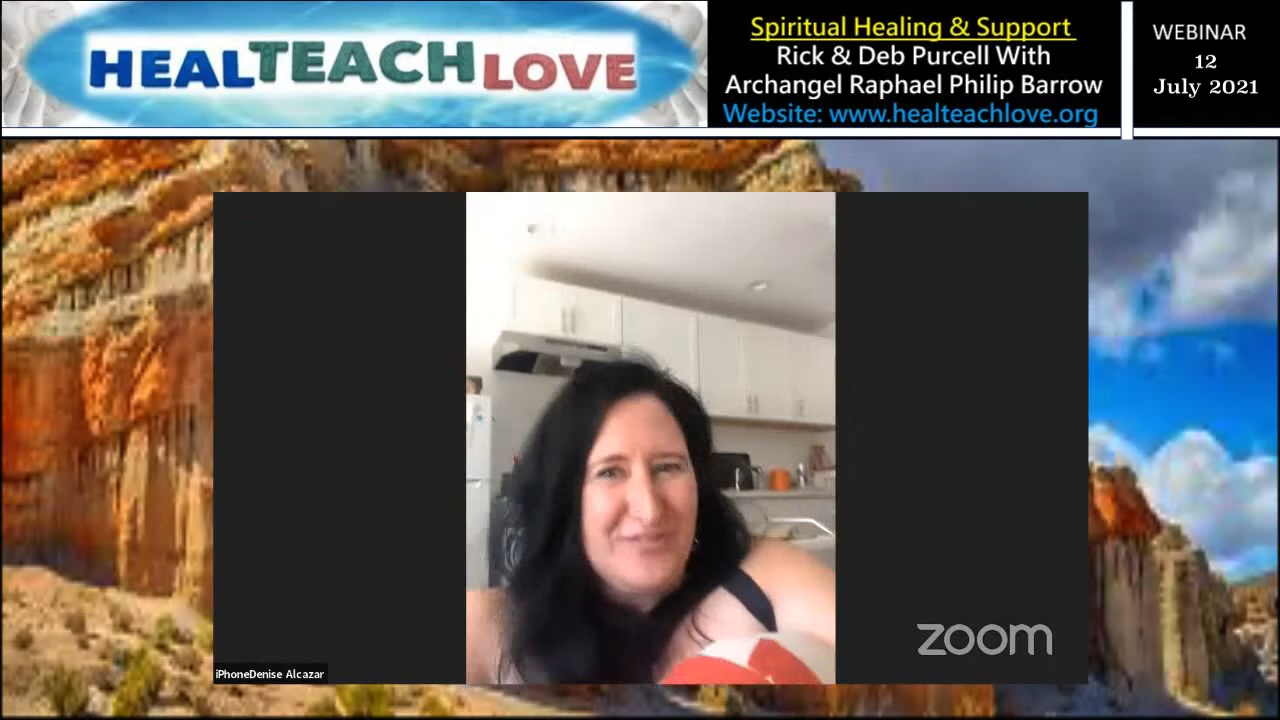 HEALTEACHLOVE
Spiritual Healing & Support
Rick & Deb Purcell With
Archangel Raphael Philip Barrow
Website: www.healteachlove.org
WEBINAR
12
July 2021
zoom
iPhoneDenise Alcazar